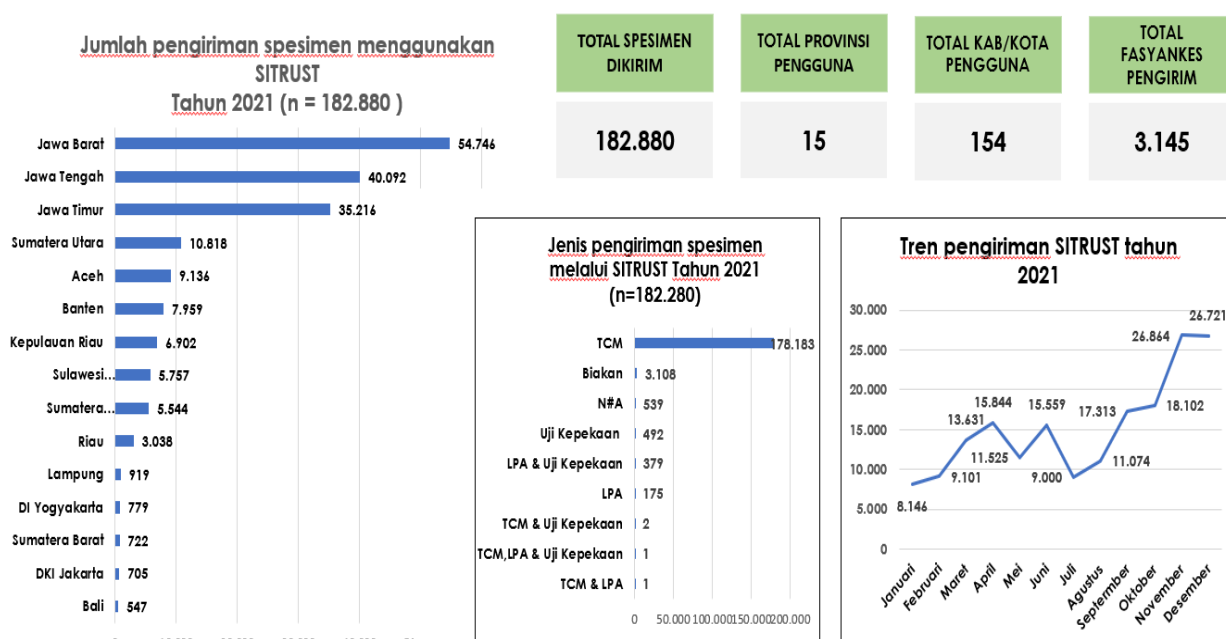 Jumlah pengiriman spesimen menggunakan
SITRUST
Tahun 2021 (n = 182.880 )
Jawa Barat 54.746
Jawa Tengah 40.092
Jawa Timur 35.216
Sumatera Utara 10.818
Aceh 9.136
Banten 7.959
Kepulauan Riau 6.902
Sulawesi... 5.757
Sumatera... 5.544
Riau 3.038
Lampung 919
DI Yogyakarta 779
Sumatera Barat 722
DKI Jakarta 705
Bali 547
TOTAL SPESIMEN
DIKIRIM
182.880
TOTAL PROVINSI
PENGGUNA
15
TOTAL KAB/KOTA
PENGGUNA
154
TOTAL
FASYANKES
PENGIRIM
3.145
Jenis pengiriman spesimen
melalui SITRUST Tahun 2021
(n=182.280)
TCM 178.183
Biakan 3.108
N#A 539
Uji Kepekaan 492
LPA & Uji Kepekaan 379
LPA 175
TCM & Uji Kepekaan 2
TCM,LPA & Uji Kepekaan 1
TCM & LPA 1
0 50.000 100.000 150.000 200.000
Tren pengiriman SITRUST tahun
2021
30.000
25.000
20.000
15.000
10.000
5.000
0
8.146
9.101
13.631
15.844
11.525
15.559
9.000
11.074
17.313
18.102
26.864
26.721
Januari
Februari
Maret
April
Mei
Juni
Juli
Agustus
Septermber
Oktober
November
Desember